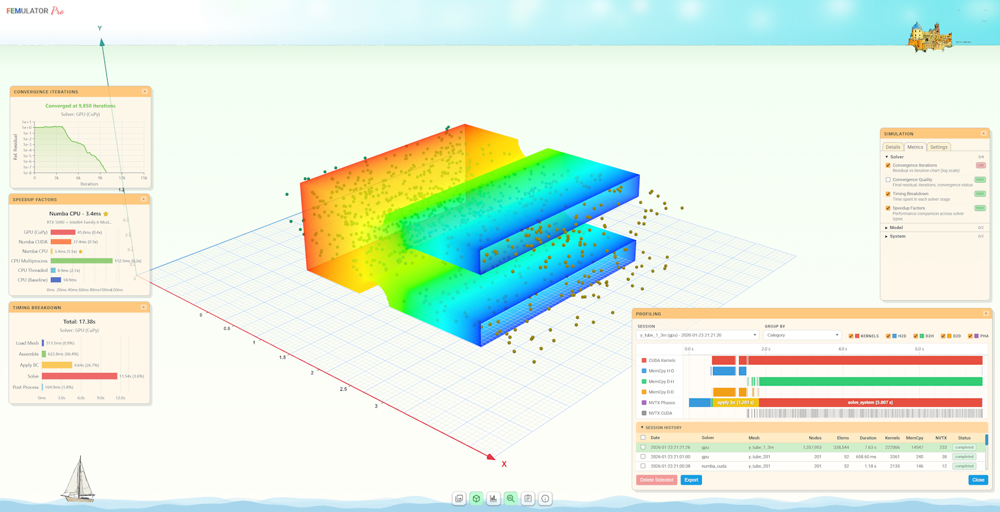 FEMULATOR Pro
Y
CONVERGENCE ITERATIONS ×
Converged at 9,850 iterations
Solver: GPU (CuPy)
Rel. Residual
1e+1
1e+0
1e-1
1e-2
1e-3
1e-4
1e-5
1e-6
1e-7
1e-8
0 3k 6k 9k 12k 15k
Iteration
1.2
SPEEDUP FACTORS ×
Numba CPU - 3.4ms
RTX 5090 + Intel64 Family 6 Mod...
GPU (CuPy) 45.0ms (0.4x)
Numba CUDA 37.4ms (0.5x)
Numba CPU 3.4ms (5.5x)
CPU Multiprocess 112.5ms (0.2x)
CPU Threaded 8.9ms (2.1x)
CPU (Baseline) 18.9ms
0ms 20ms 40ms 60ms 80ms 100ms 120ms
0
TIMING BREAKDOWN ×
Total: 17.38s
Solver: GPU (CuPy)
Load Mesh 313.5ms (0.9%)
Assemble 622.8ms (66.4%)
Apply BC 4.64s (26.7%)
Solve 11.54s (3.6%)
Post-Process 164.9ms (1.8%)
0ms 3.0s 6.0s 9.0s 12.0s
0
0.5
1
1.5
2
2.5
3
X
SIMULATION ×
Details Metrics Settings
Solver 3/4
Convergence Iterations LIVE
Residual vs iteration chart (log scale)
Convergence Quality POST
Final residual, iterations, convergence status
Timing Breakdown POST
Time spent in each solver stage
Speedup Factors POST
Performance comparison across solver
types
Model 0/2
System 0/2
PROFILING ×
SESSION GROUP BY
y_tube_1_3m (gpu) - 2026-01-23 21:21:26 Category KERNELS H2D D2H D2D PHA
0.0 s 2.0 s 4.0 s 6.0 s
CUDA Kernels
MemCpy H-D
MemCpy D-H
MemCpy D-D
NVTX Phases apply_bc [1.201 s] solve_system [5.807 s]
NVTX CUDA
SESSION HISTORY
Date Solver Mesh Nodes Elems Duration Kernels MemCpy NVTX Status
2026-01-23 21:21:26 gpu y_tube_1_3m 1,357,953 338,544 7.63 s 222066 14547 233 completed
2026-01-23 21:01:00 gpu y_tube_201 201 52 658.60 ms 3361 240 38 completed
2026-01-23 21:00:38 numba_cuda y_tube_201 201 52 1.18 s 2135 146 12 completed
Delete Selected Export Close